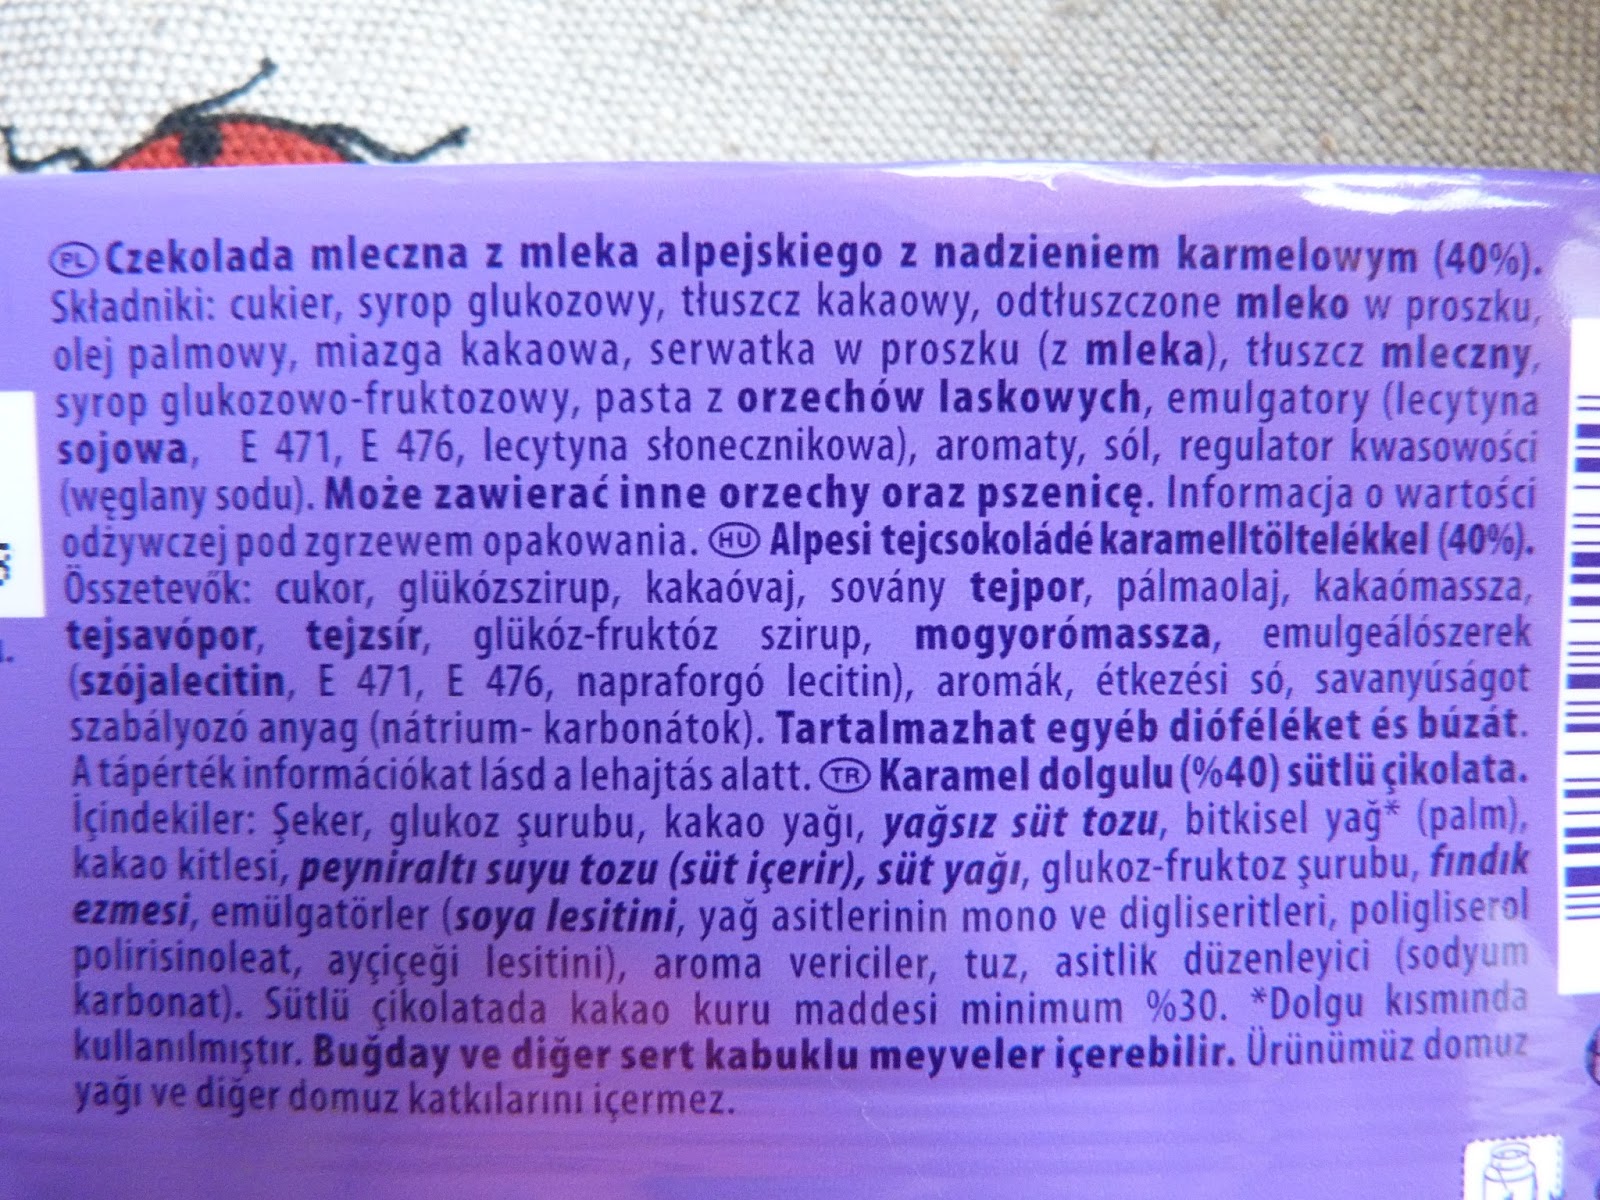 PL Czekolada mleczna z mleka alpejskiego z nadzieniem karmelowym (40%).
Składniki: cukier, syrop glukozowy, tłuszcz kakaowy, odtłuszczone mleko w proszku,
olej palmowy, miazga kakaowa, serwatka w proszku (z mleka), tłuszcz mleczny,
syrop glukozowo-fruktozowy, pasta z orzechów laskowych, emulgatory (lecytyna
sojowa, E 471, E 476, lecytyna słonecznikowa), aromaty, sól, regulator kwasowości
(węglany sodu). Może zawierać inne orzechy oraz pszenicę. Informacja o wartości
odżywczej pod zgrzewem opakowania. HU Alpesi tejcsokoládé karamelltöltelékkel (40%).
Összetevők: cukor, glükózszirup, kakaóvaj, sovány tejpor, pálmaolaj, kakaómassza,
tejsavópor, tejzsír, glükóz-fruktóz szirup, mogyorómassza, emulgeálószerek
(szójalecitin, E 471, E 476, napraforgó lecitin), aromák, étkezési só, savanyúságot
szabályozó anyag (nátrium- karbonátok). Tartalmazhat egyéb dióféléket és búzát.
A tápérték információkat lásd a lehajtás alatt. TR Karamel dolgulu (%40) sütlü çikolata.
İçindekiler: Şeker, glukoz şurubu, kakao yağı, yağsız süt tozu, bitkisel yağ* (palm),
kakao kitlesi, peyniraltı suyu tozu (süt içerir), süt yağı, glukoz-fruktoz şurubu, fındık
ezmesi, emülgatörler (soya lesitini, yağ asitlerinin mono ve digliseritleri, poligliserol
polirisinoleat, ayçiçeği lesitini), aroma vericiler, tuz, asitlik düzenleyici (sodyum
karbonat). Sütlü çikolatada kakao kuru maddesi minimum %30. *Dolgu kısmında
kullanılmıştır. Buğday ve diğer sert kabuklu meyveler içerebilir. Ürünümüz domuz
yağı ve diğer domuz katkılarını içermez.